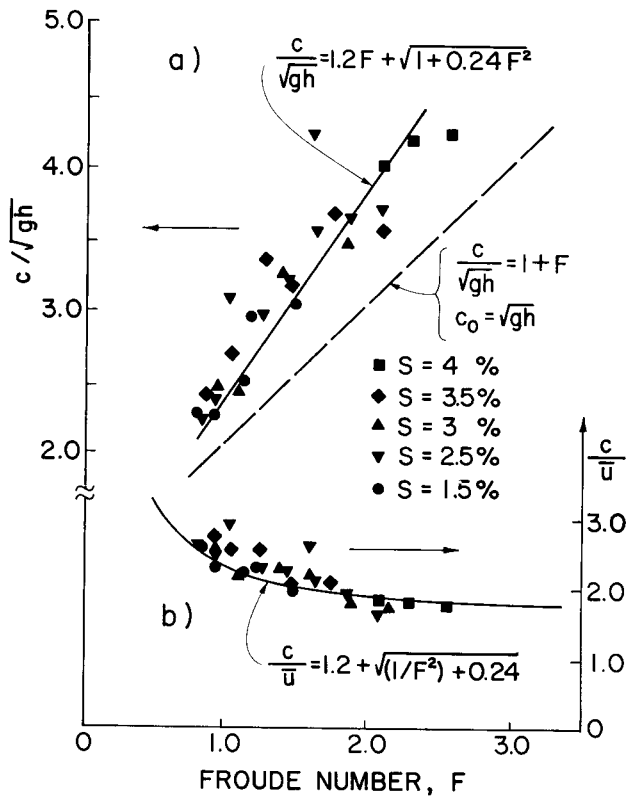 5.0
4.0
3.0
2.0
c/√gh
a)
c/√gh = 1.2F + √1 + 0.24F²
c/√gh = 1 + F
c₀ = √gh
■ S = 4 %
◆ S = 3.5%
▲ S = 3 %
▼ S = 2.5%
● S = 1.5%
c/u̅
3.0
2.0
1.0
0
b)
c/u̅ = 1.2 + √(1/F²) + 0.24
0 1.0 2.0 3.0
FROUDE NUMBER, F